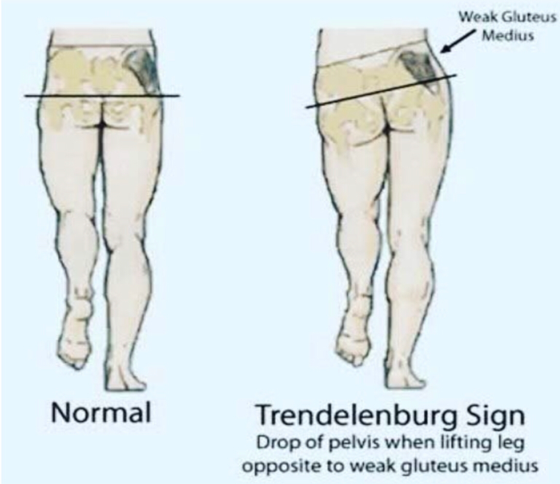 Weak Gluteus
Medius
Normal
Trendelenburg Sign
Drop of pelvis when lifting leg
opposite to weak gluteus medius